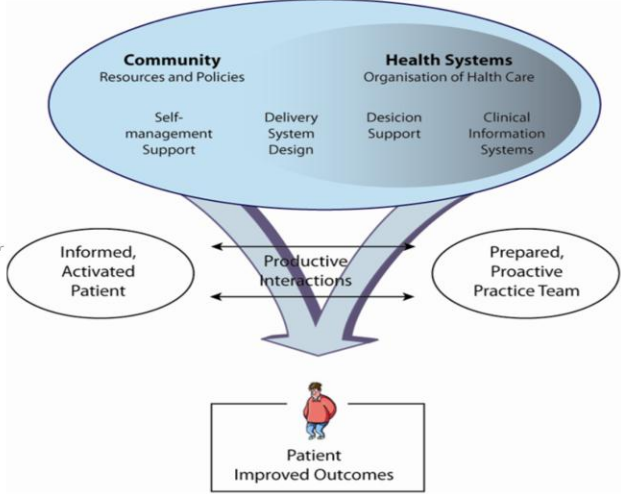 Community
Resources and Policies
Health Systems
Organisation of Halth Care
Self-
management
Support
Delivery
System
Design
Desicion
Support
Clinical
Information
Systems
Informed,
Activated
Patient
Productive
Interactions
Prepared,
Proactive
Practice Team
Patient
Improved Outcomes